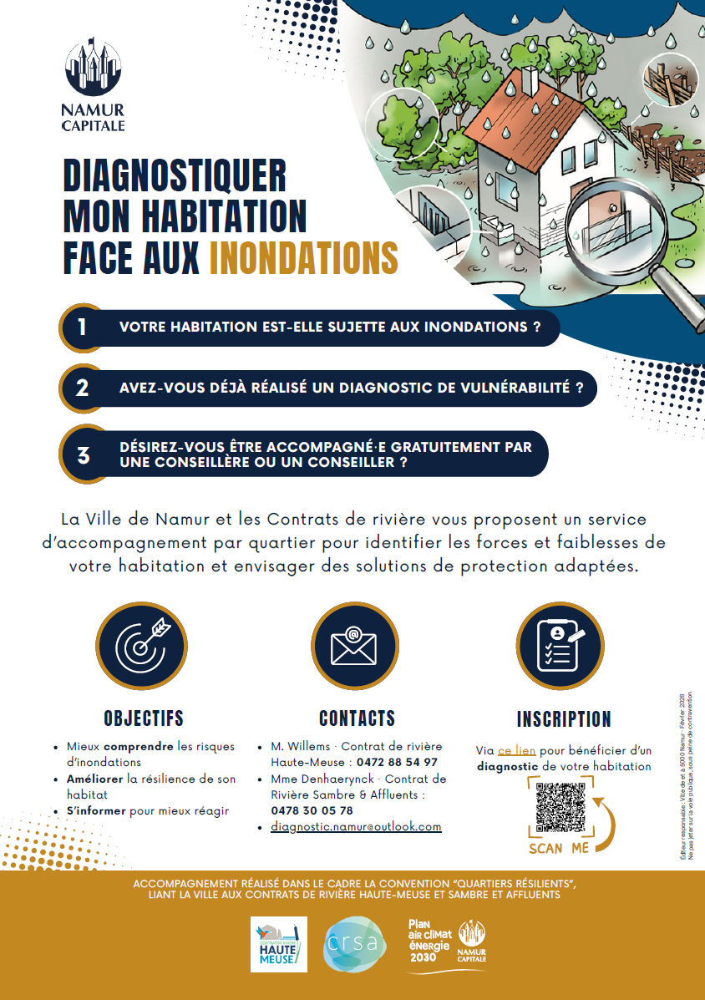 NAMUR
CAPITALE
DIAGNOSTIQUER
MON HABITATION
FACE AUX INONDATIONS
1
VOTRE HABITATION EST-ELLE SUJETTE AUX INONDATIONS ?
2
AVEZ-VOUS DÉJÀ RÉALISÉ UN DIAGNOSTIC DE VULNÉRABILITÉ ?
3
DÉSIREZ-VOUS ÊTRE ACCOMPAGNÉ·E GRATUITEMENT PAR
UNE CONSEILLÈRE OU UN CONSEILLER ?
La Ville de Namur et les Contrats de rivière vous proposent un service
d’accompagnement par quartier pour identifier les forces et faiblesses de
votre habitation et envisager des solutions de protection adaptées.
OBJECTIFS
• Mieux comprendre les risques
d’inondations
• Améliorer la résilience de son
habitat
• S’informer pour mieux réagir
CONTACTS
• M. Willems · Contrat de rivière
Haute-Meuse : 0472 88 54 97
• Mme Denhaerynck · Contrat de
Rivière Sambre & Affluents :
0478 30 05 78
• diagnostic.namur@outlook.com
INSCRIPTION
Via ce lien pour bénéficier d’un
diagnostic de votre habitation
SCAN ME
Éditeur responsable : Ville de et à 5000 Namur · Février 2026
Ne pas jeter sur la voie publique, sous peine de contravention
ACCOMPAGNEMENT RÉALISÉ DANS LE CADRE LA CONVENTION “QUARTIERS RÉSILIENTS”,
LIANT LA VILLE AUX CONTRATS DE RIVIÈRE HAUTE-MEUSE ET SAMBRE ET AFFLUENTS
CONTRAT DE RIVIÈRE
HAUTE
MEUSE
crsa
Plan
air climat
énergie
2030
NAMUR
CAPITALE